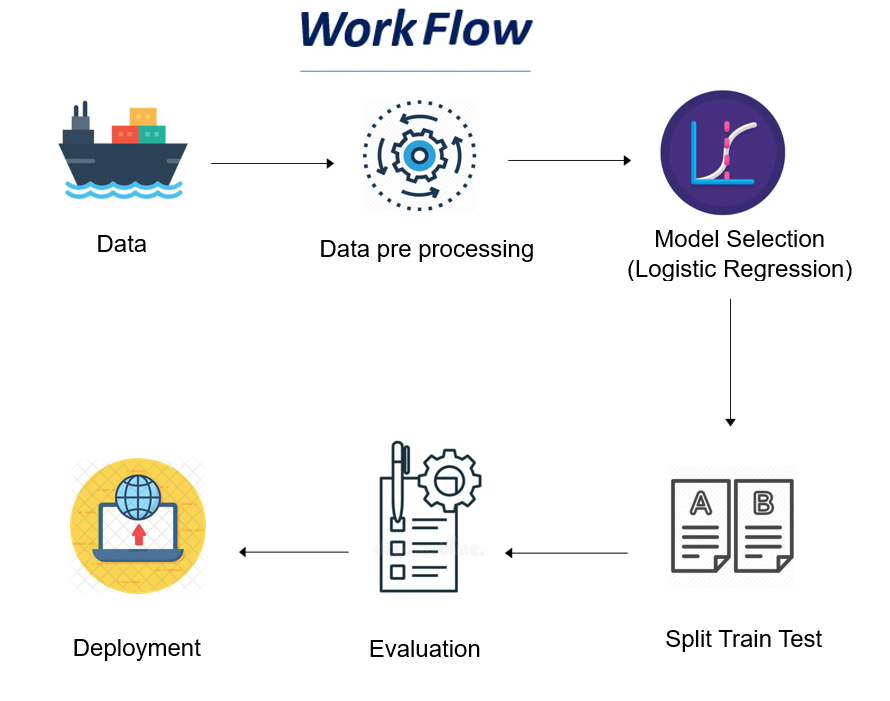 Work Flow
Data
Data pre processing
Model Selection
(Logistic Regression)
A
B
Deployment
Evaluation
Split Train Test